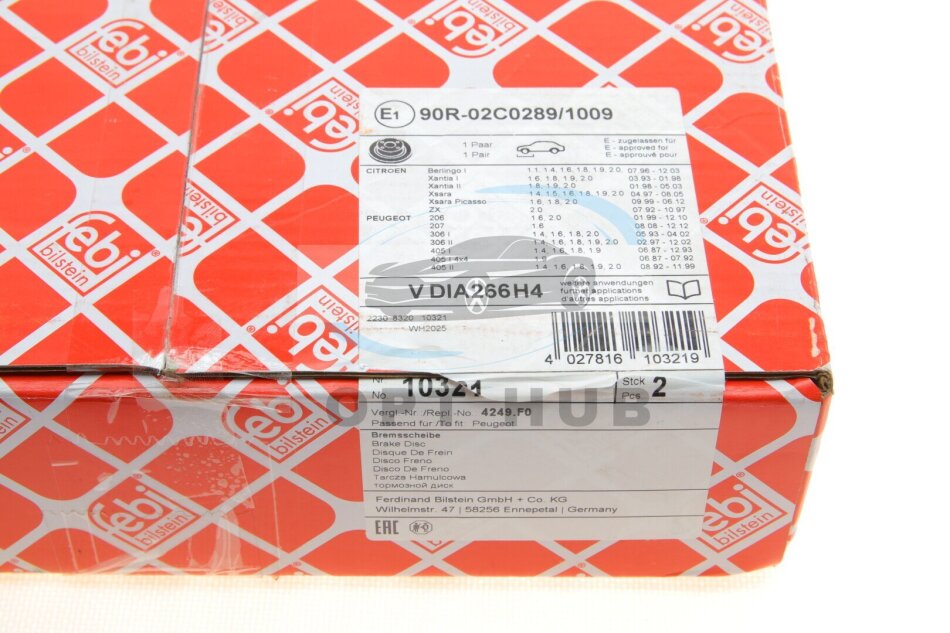 febi
bilstein
E1 90R-02C0289/1009
1 Paar
1 Pair
E - zugelassen für
E - approved for
E - approuvé pour
CITROEN Berlingo I 1.1, 1.4, 1.6, 1.8, 1.9, 2.0 07.96 - 12.03
Xantia I 1.6, 1.8, 1.9, 2.0 03.93 - 01.98
Xantia II 1.8, 1.9, 2.0 01.98 - 05.03
Xsara 1.4, 1.5, 1.6, 1.8, 1.9, 2.0 04.97 - 08.05
Xsara Picasso 1.6, 1.8, 2.0 09.99 - 06.12
ZX 2.0 07.92 - 10.97
PEUGEOT 206 1.6, 2.0 01.99 - 12.10
207 1.6 08.08 - 12.12
306 I 1.4, 1.6, 1.8, 2.0 05.93 - 04.02
306 II 1.4, 1.6, 1.8, 1.9, 2.0 02.97 - 12.02
405 I 1.4, 1.6, 1.8, 1.9 06.87 - 12.93
405 I 4x4 1.9 06.87 - 07.92
405 II 1.4, 1.6, 1.8, 1.9, 2.0 08.92 - 11.99
V DIA266H4
weitere anwendungen
further applications
d'autres applications
2230 8320 10321
WH2025
4 027816 103219
Nr.
No. 10321
Stck
Pcs. 2
OPT HUB
Vergl-Nr./Repl-No. 4249.F0
Passend für /To fit Peugeot
Bremsscheibe
Brake Disc
Disque De Frein
Disco Freno
Disco De Freno
Tarcza Hamulcowa
тормозной диск
Ferdinand Bilstein GmbH + Co. KG
Wilhelmstr. 47 | 58256 Ennepetal | Germany
EAC